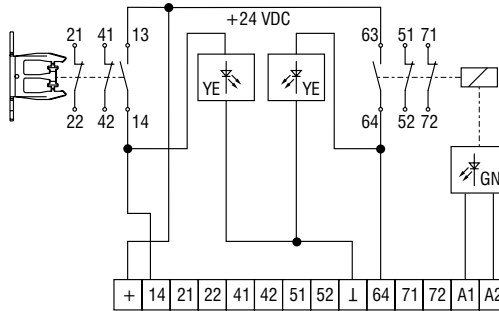 +24 VDC
21 41 13 63 51 71
YE YE
22 42 14 64 52 72
GN
+ 14 21 22 41 42 51 52 ⊥ 64 71 72 A1 A2